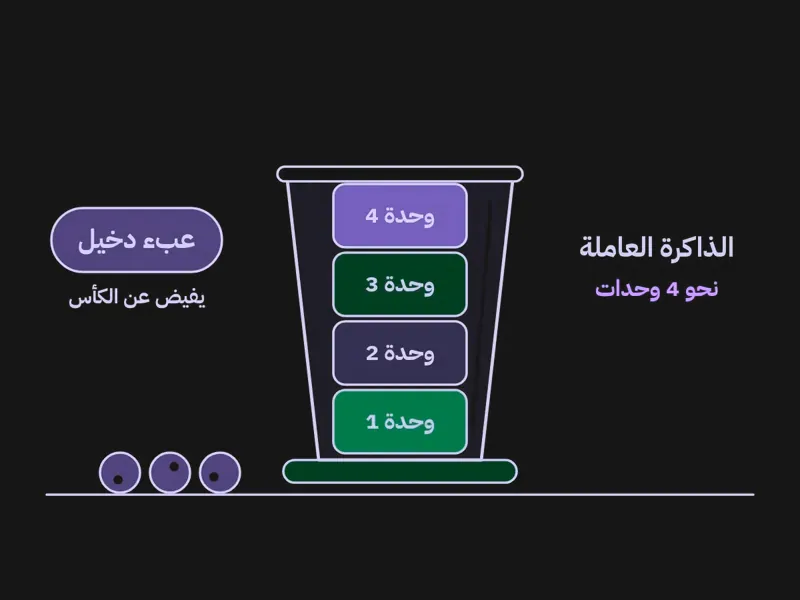 الذاكرة العاملة
نحو 4 وحدات
وحدة 4
وحدة 3
وحدة 2
وحدة 1
عبء دخيل
يفيض عن الكأس